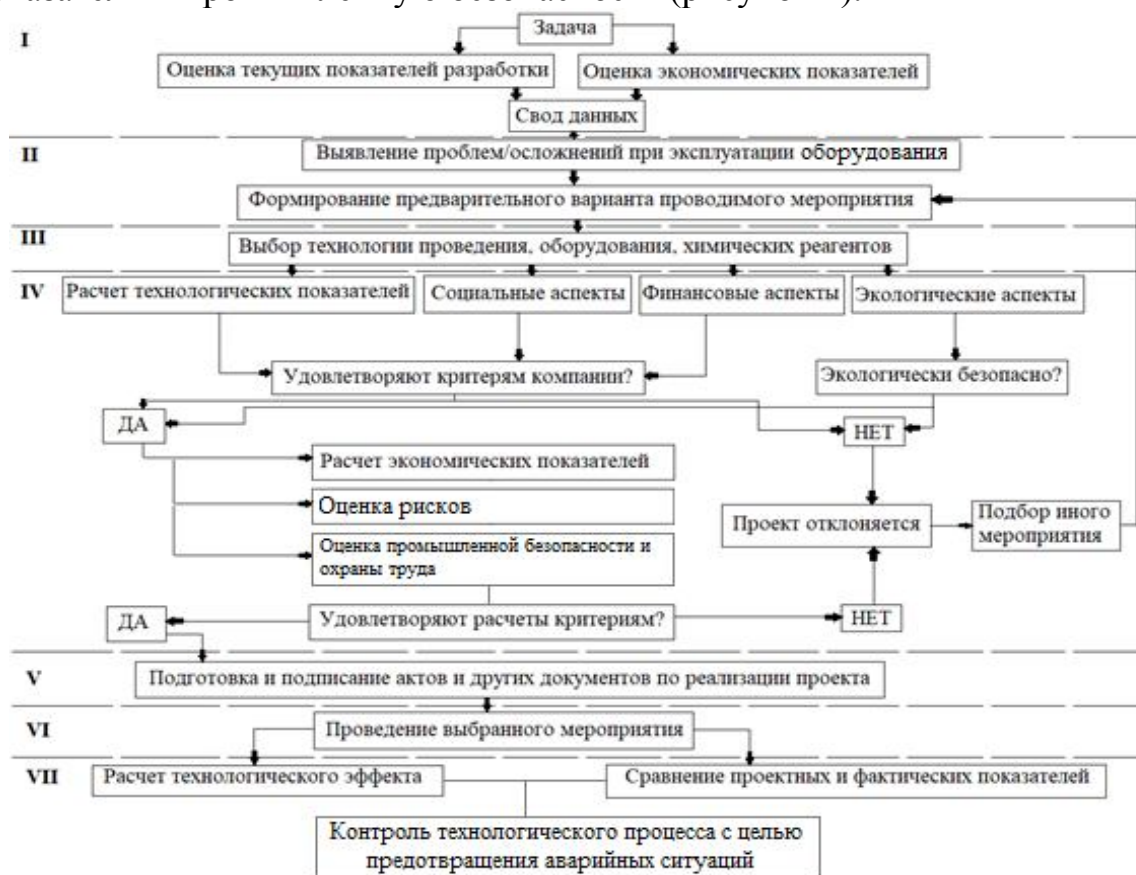 I
Задача
Оценка текущих показателей разработки
Оценка экономических показателей
Свод данных
II
Выявление проблем/осложнений при эксплуатации оборудования
Формирование предварительного варианта проводимого мероприятия
III
Выбор технологии проведения, оборудования, химических реагентов
IV
Расчет технологических показателей
Социальные аспекты
Финансовые аспекты
Экологические аспекты
Удовлетворяют критерям компании?
Экологически безопасно?
ДА
НЕТ
Расчет экономических показателей
Оценка рисков
Проект отклоняется
Подбор иного
мероприятия
Оценка промышленной безопасности и
охраны труда
ДА
Удовлетворяют расчеты критериям?
НЕТ
V
Подготовка и подписание актов и других документов по реализации проекта
VI
Проведение выбранного мероприятия
VII
Расчет технологического эффекта
Сравнение проектных и фактических показателей
Контроль технологического процесса с целью
предотвращения аварийных ситуаций